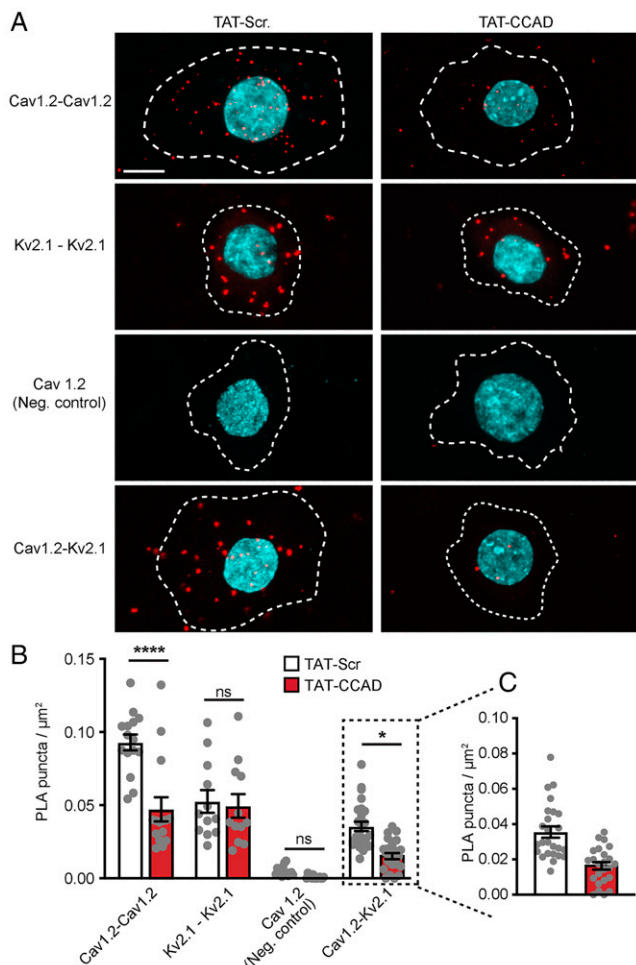 A
TAT-Scr.
TAT-CCAD
Cav1.2-Cav1.2
Kv2.1 - Kv2.1
Cav 1.2
(Neg. control)
Cav1.2-Kv2.1
B
PLA puncta / µm²
0.15
0.10
0.05
0.00
****
ns
ns
*
TAT-Scr
TAT-CCAD
Cav1.2-Cav1.2
Kv2.1 - Kv2.1
Cav 1.2
(Neg. control)
Cav1.2-Kv2.1
C
PLA puncta / µm²
0.10
0.08
0.06
0.04
0.02
0.00